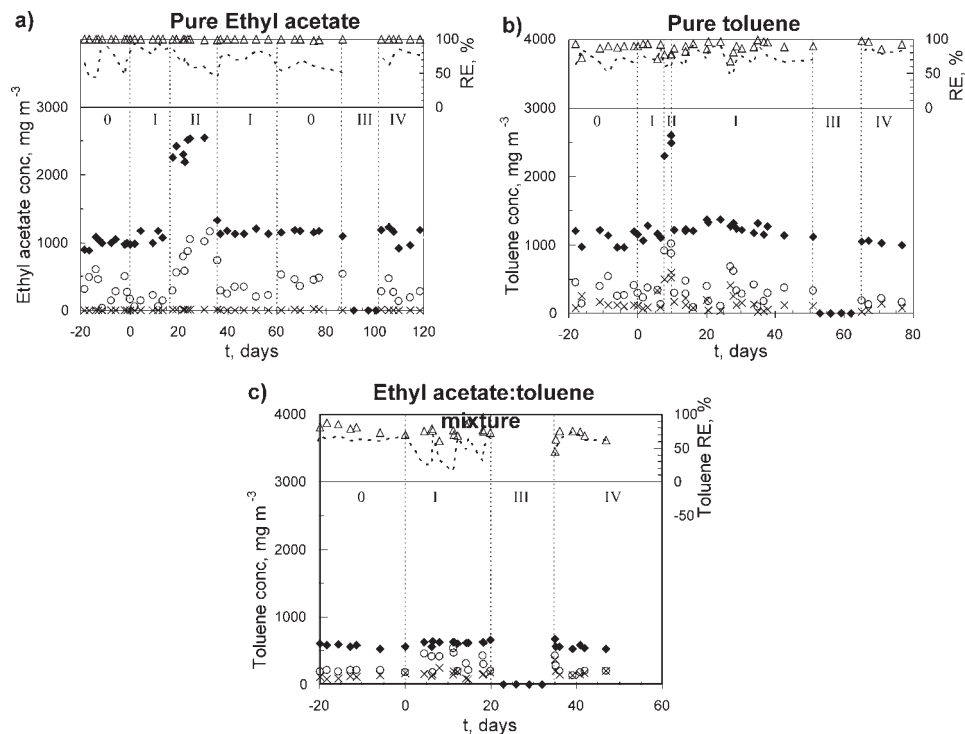 a) Pure Ethyl acetate
100
50
0
RE, %
3000
2000
1000
0
Ethyl acetate conc, mg m⁻³
0 I II I 0 III IV
-20 0 20 40 60 80 100 120
t, days
b) Pure toluene
4000
3000
2000
1000
0
Toluene conc, mg m⁻³
100
50
0
RE, %
0 I II I III IV
-20 0 20 40 60 80
t, days
c) Ethyl acetate:toluene
mixture
4000
3000
2000
1000
0
Toluene conc, mg m⁻³
100
50
0
-50
Toluene RE, %
0 I III IV
-20 0 20 40 60
t, days